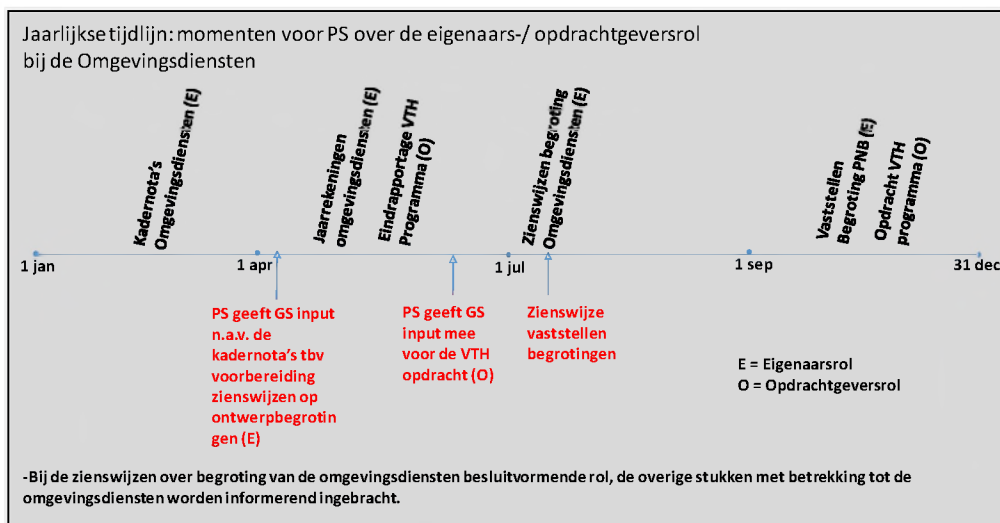 Jaarlijkse tijdlijn: momenten voor PS over de eigenaars-/ opdrachtgeversrol
bij de Omgevingsdiensten
Kadernota's
Omgevingsdiensten (E)
Jaarrekeningen
omgevingsdiensten (E)
Eindrapportage VTH
Programma (O)
Zienswijzen begroting
Omgevingsdiensten (E)
Vaststellen
Begroting PNB (E)
Opdracht VTH
programma (O)
1 jan
1 apr
1 jul
1 sep
31 dec
PS geeft GS input
n.a.v. de
kadernota's tbv
voorbereiding
zienswijzen op
ontwerpbegrotin
gen (E)
PS geeft GS
input mee
voor de VTH
opdracht (O)
Zienswijze
vaststellen
begrotingen
E = Eigenaarsrol
O = Opdrachtgeversrol
-Bij de zienswijzen over begroting van de omgevingsdiensten besluitvormende rol, de overige stukken met betrekking tot de
omgevingsdiensten worden informerend ingebracht.